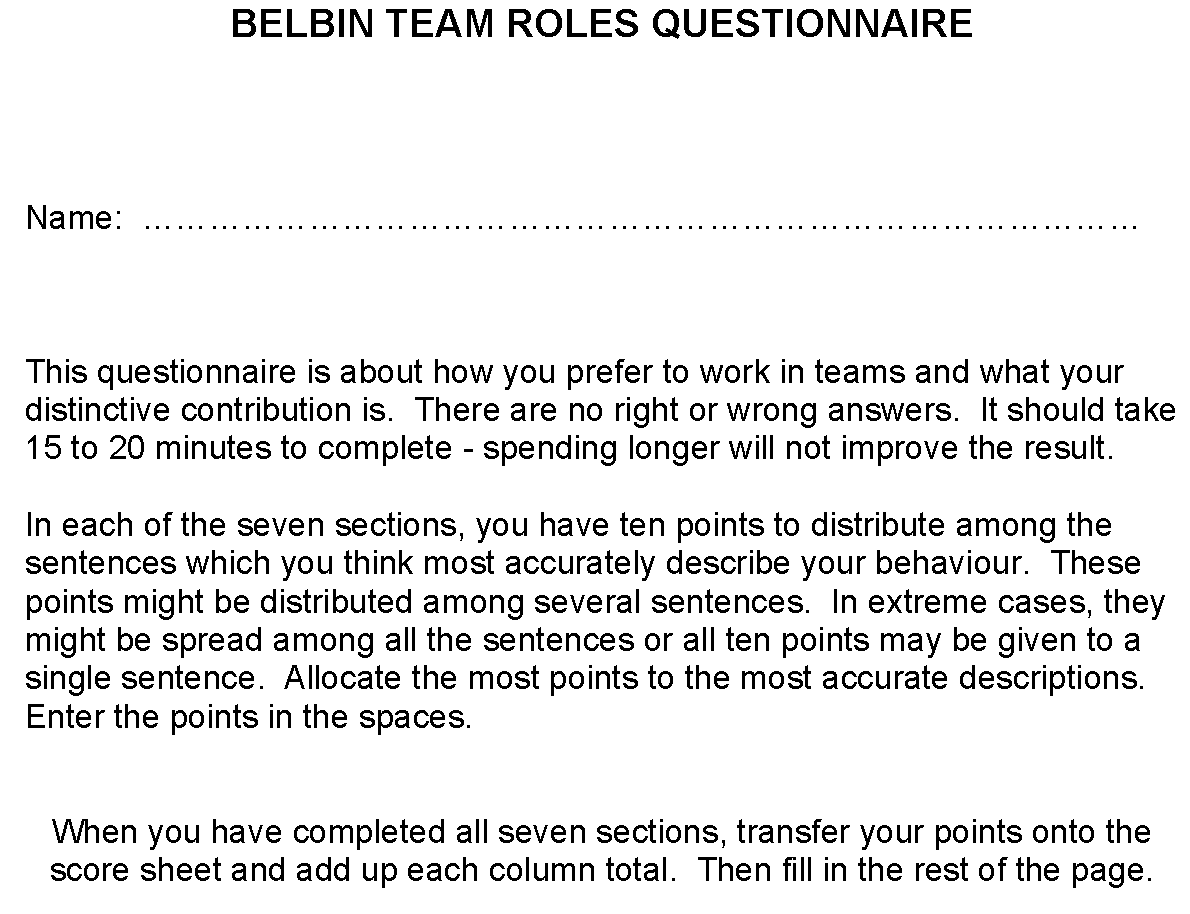 BELBIN TEAM ROLES QUESTIONNAIRE
Name: ……………………………………………………………………………………
This questionnaire is about how you prefer to work in teams and what your
distinctive contribution is.  There are no right or wrong answers.  It should take
15 to 20 minutes to complete - spending longer will not improve the result.
In each of the seven sections, you have ten points to distribute among the
sentences which you think most accurately describe your behaviour.  These
points might be distributed among several sentences.  In extreme cases, they
might be spread among all the sentences or all ten points may be given to a
single sentence.  Allocate the most points to the most accurate descriptions.
Enter the points in the spaces.
When you have completed all seven sections, transfer your points onto the
score sheet and add up each column total.  Then fill in the rest of the page.